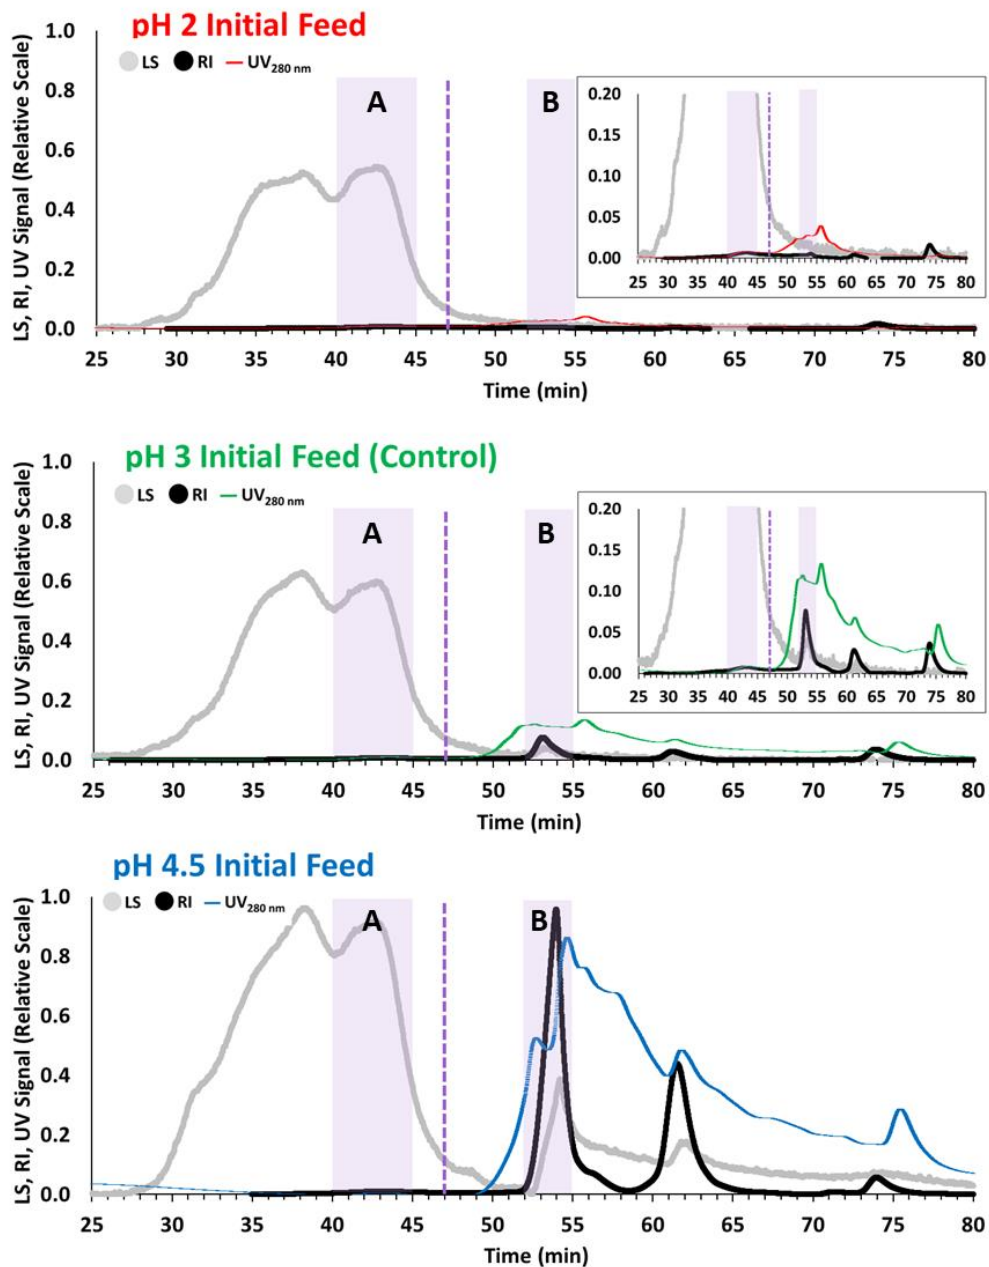 pH 2 Initial Feed
LS RI UV280 nm
LS, RI, UV Signal (Relative Scale)
1.0
0.8
0.6
0.4
0.2
0.0
A
B
0.20
0.15
0.10
0.05
0.00
25 30 35 40 45 50 55 60 65 70 75 80
25 30 35 40 45 50 55 60 65 70 75 80
Time (min)
pH 3 Initial Feed (Control)
LS RI UV280 nm
LS, RI, UV Signal (Relative Scale)
1.0
0.8
0.6
0.4
0.2
0.0
A
B
0.20
0.15
0.10
0.05
0.00
25 30 35 40 45 50 55 60 65 70 75 80
25 30 35 40 45 50 55 60 65 70 75 80
Time (min)
pH 4.5 Initial Feed
LS RI UV280 nm
LS, RI, UV Signal (Relative Scale)
1.0
0.8
0.6
0.4
0.2
0.0
A
B
25 30 35 40 45 50 55 60 65 70 75 80
Time (min)